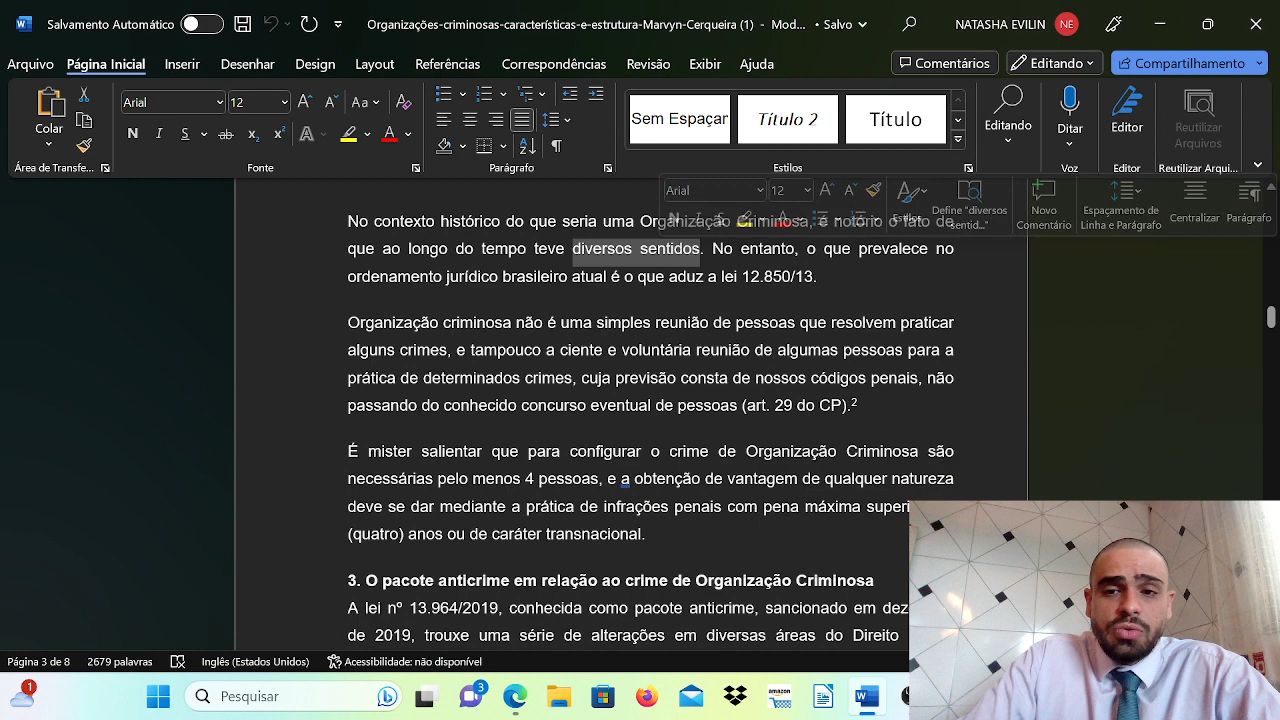 Salvamento Automático
Organizações-criminosas-características-e-estrutura-Marvyn-Cerqueira (1) - Mod... • Salvo
NATASHA EVILIN NE
Arquivo Página Inicial Inserir Desenhar Design Layout Referências Correspondências Revisão Exibir Ajuda
Comentários Editando Compartilhamento
Colar
Arial 12
Aa
N I S ab x₂ x² A A
Sem Espaçar Título 2 Título
Editando Ditar Editor Reutilizar
Arquivos
Área de Transfe... Fonte Parágrafo Estilos Voz Editor Reutilizar Arqui...
Arial 12
Estilos Define "diversos
sentid..."
Novo
Comentário
Espaçamento de
Linha e Parágrafo
Centralizar Parágrafo
No contexto histórico do que seria uma Organização Criminosa, é notório o fato de
que ao longo do tempo teve diversos sentidos. No entanto, o que prevalece no
ordenamento jurídico brasileiro atual é o que aduz a lei 12.850/13.
Organização criminosa não é uma simples reunião de pessoas que resolvem praticar
alguns crimes, e tampouco a ciente e voluntária reunião de algumas pessoas para a
prática de determinados crimes, cuja previsão consta de nossos códigos penais, não
passando do conhecido concurso eventual de pessoas (art. 29 do CP).²
É mister salientar que para configurar o crime de Organização Criminosa são
necessárias pelo menos 4 pessoas, e a obtenção de vantagem de qualquer natureza
deve se dar mediante a prática de infrações penais com pena máxima superi
(quatro) anos ou de caráter transnacional.
3. O pacote anticrime em relação ao crime de Organização Criminosa
A lei nº 13.964/2019, conhecida como pacote anticrime, sancionado em dez
de 2019, trouxe uma série de alterações em diversas áreas do Direito
Página 3 de 8 2679 palavras Inglês (Estados Unidos) Acessibilidade: não disponível
1 Pesquisar 3 amazon